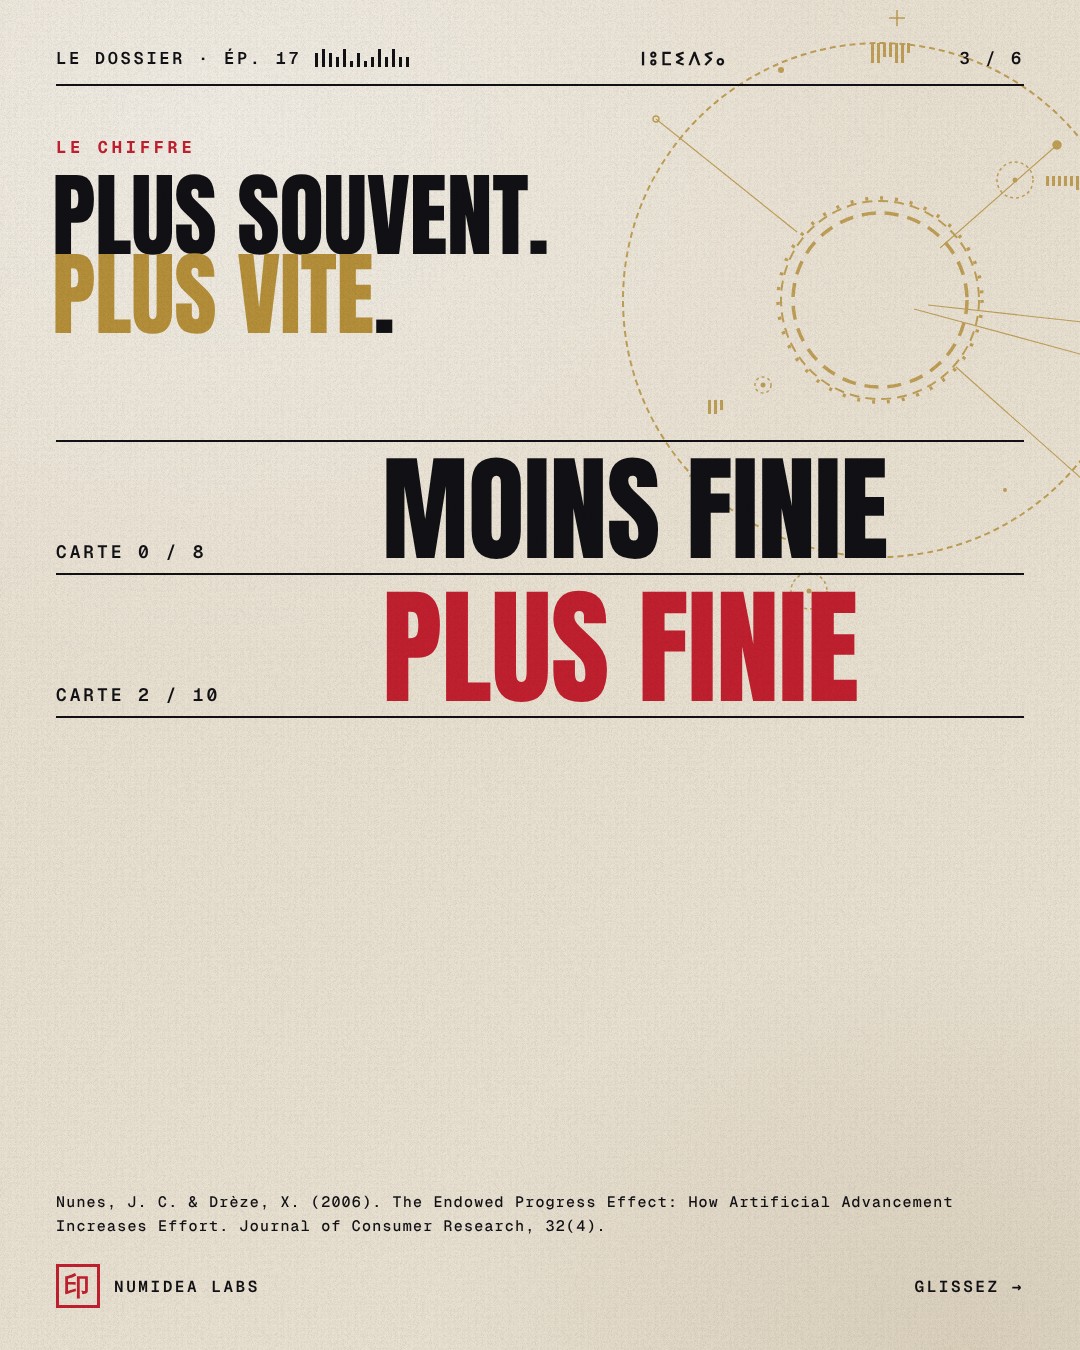 LE DOSSIER · ÉP. 17
ⵏⵓⵎⵉⴷⵢⴰ
3 / 6
LE CHIFFRE
PLUS SOUVENT.
PLUS VITE.
MOINS FINIE
CARTE 0 / 8
PLUS FINIE
CARTE 2 / 10
Nunes, J. C. & Drèze, X. (2006). The Endowed Progress Effect: How Artificial Advancement
Increases Effort. Journal of Consumer Research, 32(4).
印 NUMIDEA LABS
GLISSEZ →